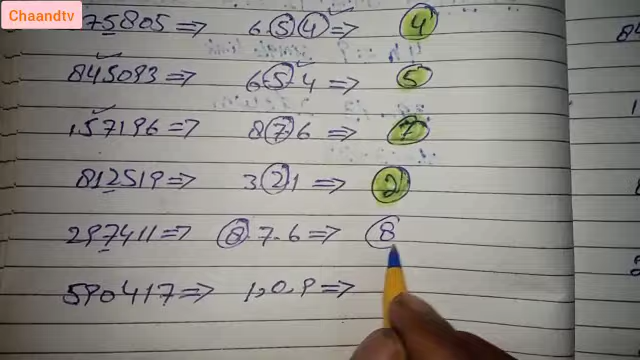 Chaandtv
75805 ⇒ 6 5 4 ⇒ 4
845093 ⇒ 6 5 4 ⇒ 5
157196 ⇒ 8 7 6 ⇒ 7
812519 ⇒ 3 2 1 ⇒ 2
297411 ⇒ 8.7.6 ⇒ 8
590417 ⇒ 1,0.9 ⇒